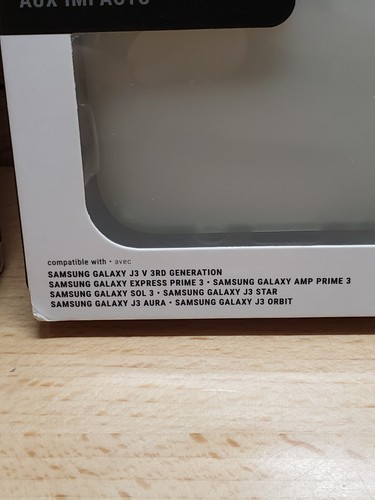 AUX IMPACTS
compatible with • avec
SAMSUNG GALAXY J3 V 3RD GENERATION
SAMSUNG GALAXY EXPRESS PRIME 3 • SAMSUNG GALAXY AMP PRIME 3
SAMSUNG GALAXY SOL 3 • SAMSUNG GALAXY J3 STAR
SAMSUNG GALAXY J3 AURA • SAMSUNG GALAXY J3 ORBIT